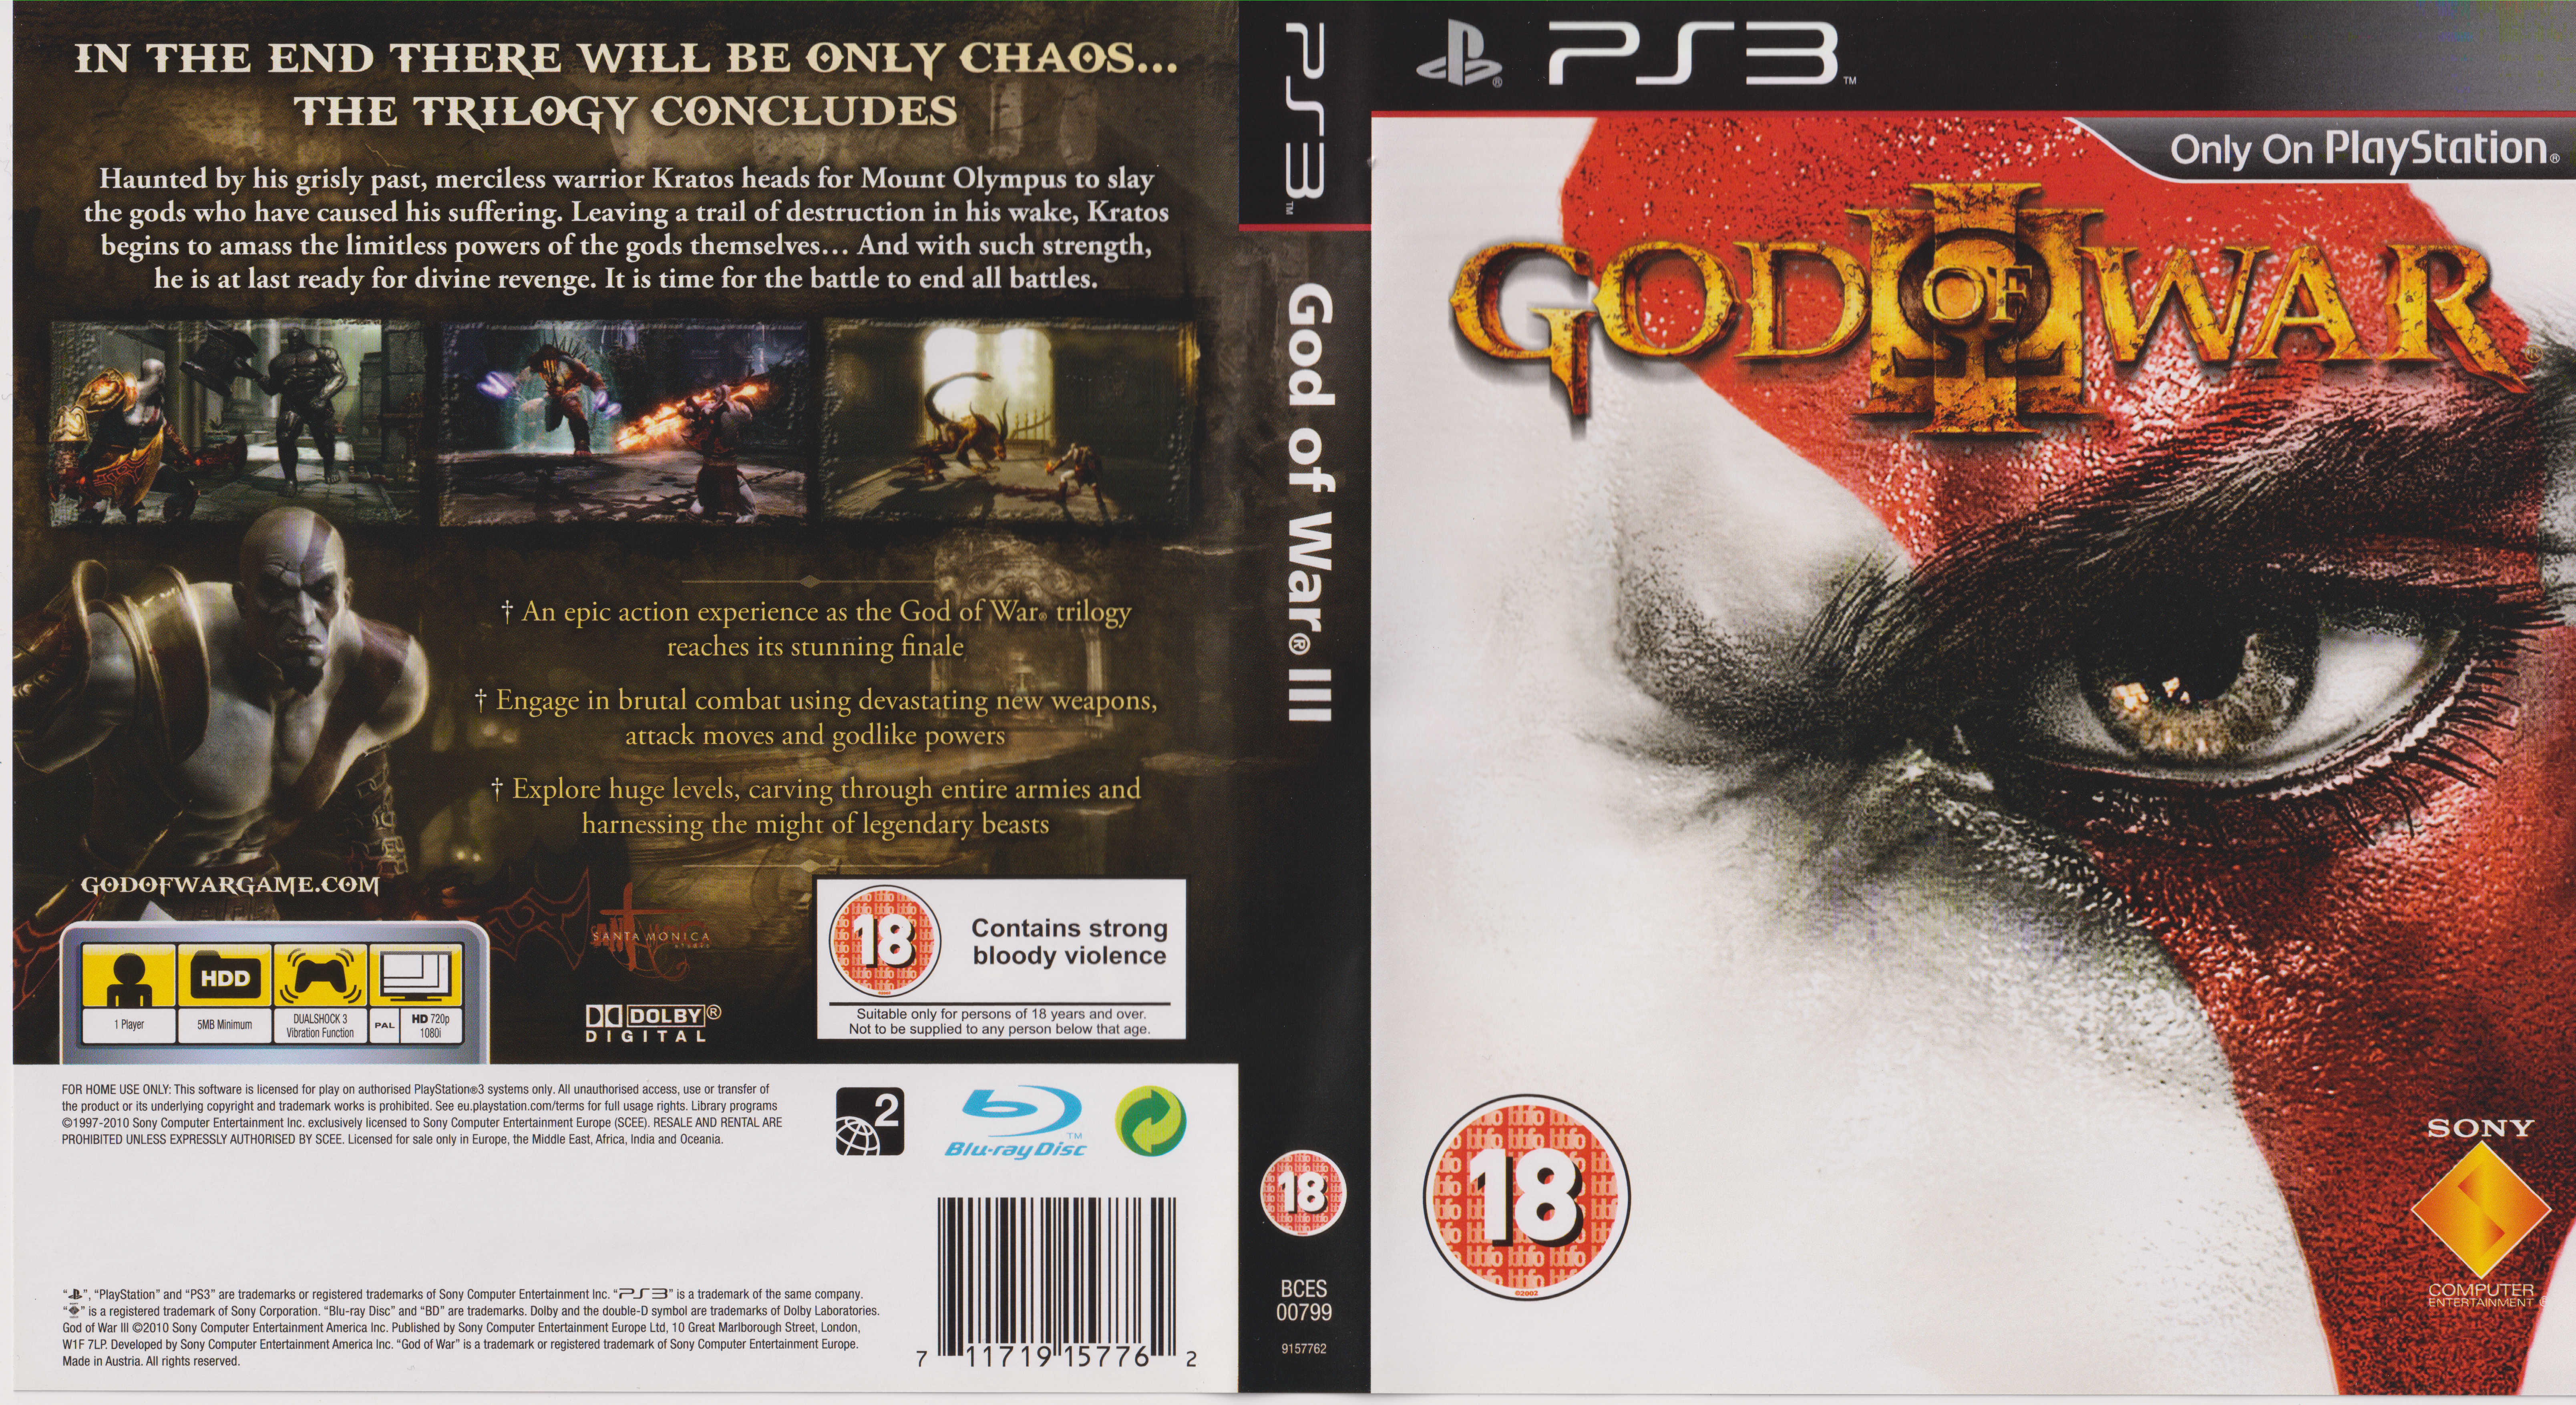 IN THE END THERE WILL BE ONLY CHAOS...
THE TRILOGY CONCLUDES
Haunted by his grisly past, merciless warrior Kratos heads for Mount Olympus to slay
the gods who have caused his suffering. Leaving a trail of destruction in his wake, Kratos
begins to amass the limitless powers of the gods themselves... And with such strength,
he is at last ready for divine revenge. It is time for the battle to end all battles.
† An epic action experience as the God of War® trilogy
reaches its stunning finale
† Engage in brutal combat using devastating new weapons,
attack moves and godlike powers
† Explore huge levels, carving through entire armies and
harnessing the might of legendary beasts
GODOFWARGAME.COM
HDD
1 Player
5MB Minimum
DUALSHOCK 3
Vibration Function
PAL
HD 720p
1080i
SANTA MONICA
studio
DOLBY®
DIGITAL
18
Contains strong
bloody violence
Suitable only for persons of 18 years and over.
Not to be supplied to any person below that age.
FOR HOME USE ONLY: This software is licensed for play on authorised PlayStation®3 systems only. All unauthorised access, use or transfer of
the product or its underlying copyright and trademark works is prohibited. See eu.playstation.com/terms for full usage rights. Library programs
©1997-2010 Sony Computer Entertainment Inc. exclusively licensed to Sony Computer Entertainment Europe (SCEE). RESALE AND RENTAL ARE
PROHIBITED UNLESS EXPRESSLY AUTHORISED BY SCEE. Licensed for sale only in Europe, the Middle East, Africa, India and Oceania.
2
Blu-ray Disc™
"PS", "PlayStation" and "PS3" are trademarks or registered trademarks of Sony Computer Entertainment Inc. "PS3" is a trademark of the same company.
"" is a registered trademark of Sony Corporation. "Blu-ray Disc" and "BD" are trademarks. Dolby and the double-D symbol are trademarks of Dolby Laboratories.
God of War III ©2010 Sony Computer Entertainment America Inc. Published by Sony Computer Entertainment Europe Ltd, 10 Great Marlborough Street, London,
W1F 7LP. Developed by Sony Computer Entertainment America Inc. "God of War" is a trademark or registered trademark of Sony Computer Entertainment Europe.
Made in Austria. All rights reserved.
7 11719 15776 2
PS3™
God of War® III
18
BCES
00799
9157762
PS3™
Only On PlayStation®
GOD OF WAR®
III
18
©2002
SONY
COMPUTER
ENTERTAINMENT®